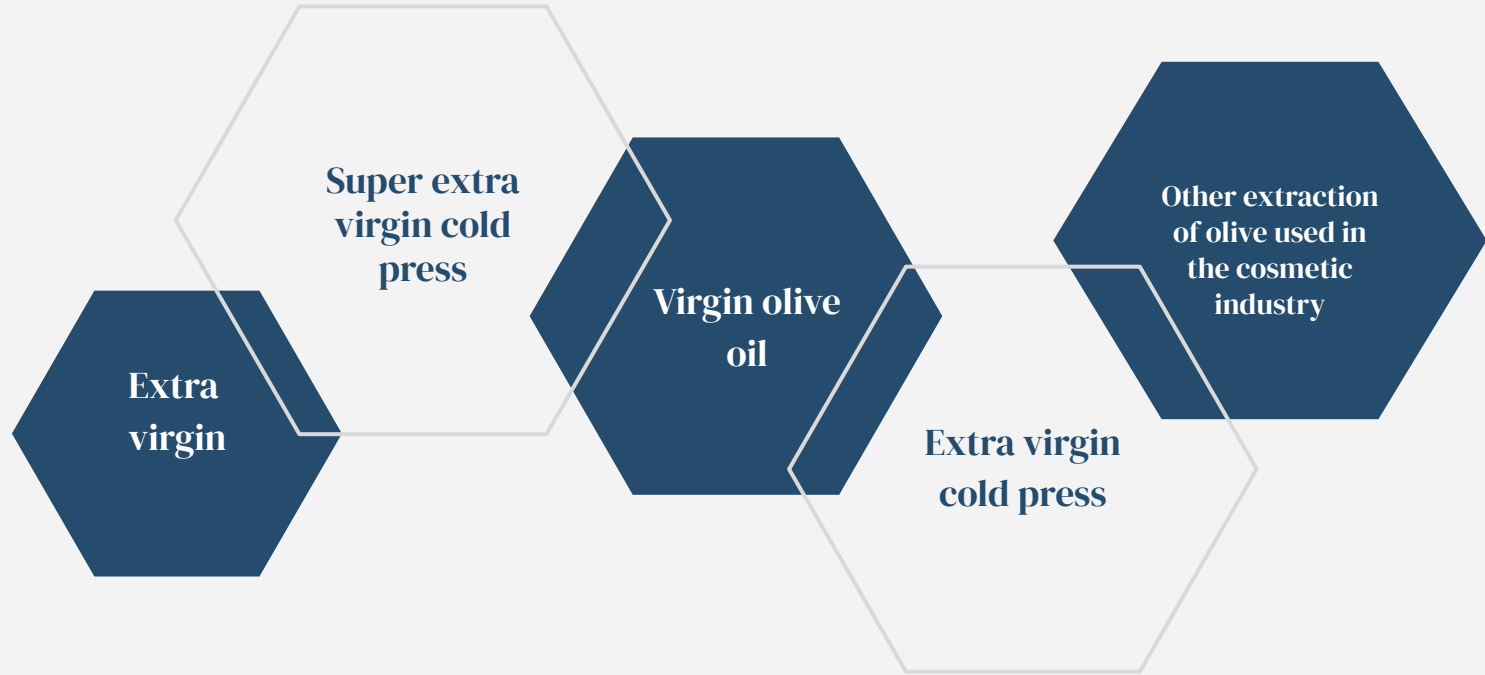 Extra
virgin
Super extra
virgin cold
press
Virgin olive
oil
Extra virgin
cold press
Other extraction
of olive used in
the cosmetic
industry